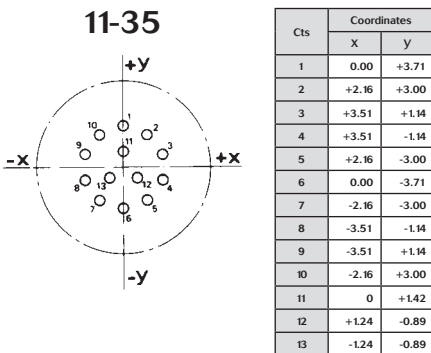 11-35
+y
1
10 2
11
9 3
-x +x
8 13 12 4
7 5
6
-y
Cts Coordinates
x y
1 0.00 +3.71
2 +2.16 +3.00
3 +3.51 +1.14
4 +3.51 -1.14
5 +2.16 -3.00
6 0.00 -3.71
7 -2.16 -3.00
8 -3.51 -1.14
9 -3.51 +1.14
10 -2.16 +3.00
11 0 +1.42
12 +1.24 -0.89
13 -1.24 -0.89